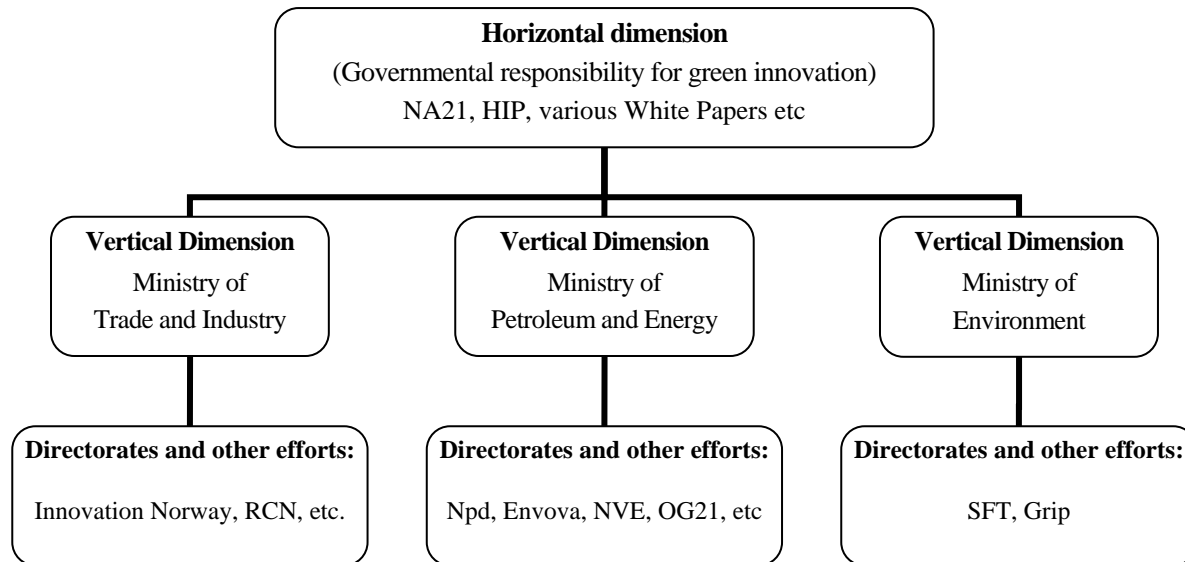 Horizontal dimension
(Governmental responsibility for green innovation)
NA21, HIP, various White Papers etc
Vertical Dimension
Ministry of
Trade and Industry
Vertical Dimension
Ministry of
Petroleum and Energy
Vertical Dimension
Ministry of
Environment
Directorates and other efforts:
Innovation Norway, RCN, etc.
Directorates and other efforts:
Npd, Envova, NVE, OG21, etc
Directorates and other efforts:
SFT, Grip